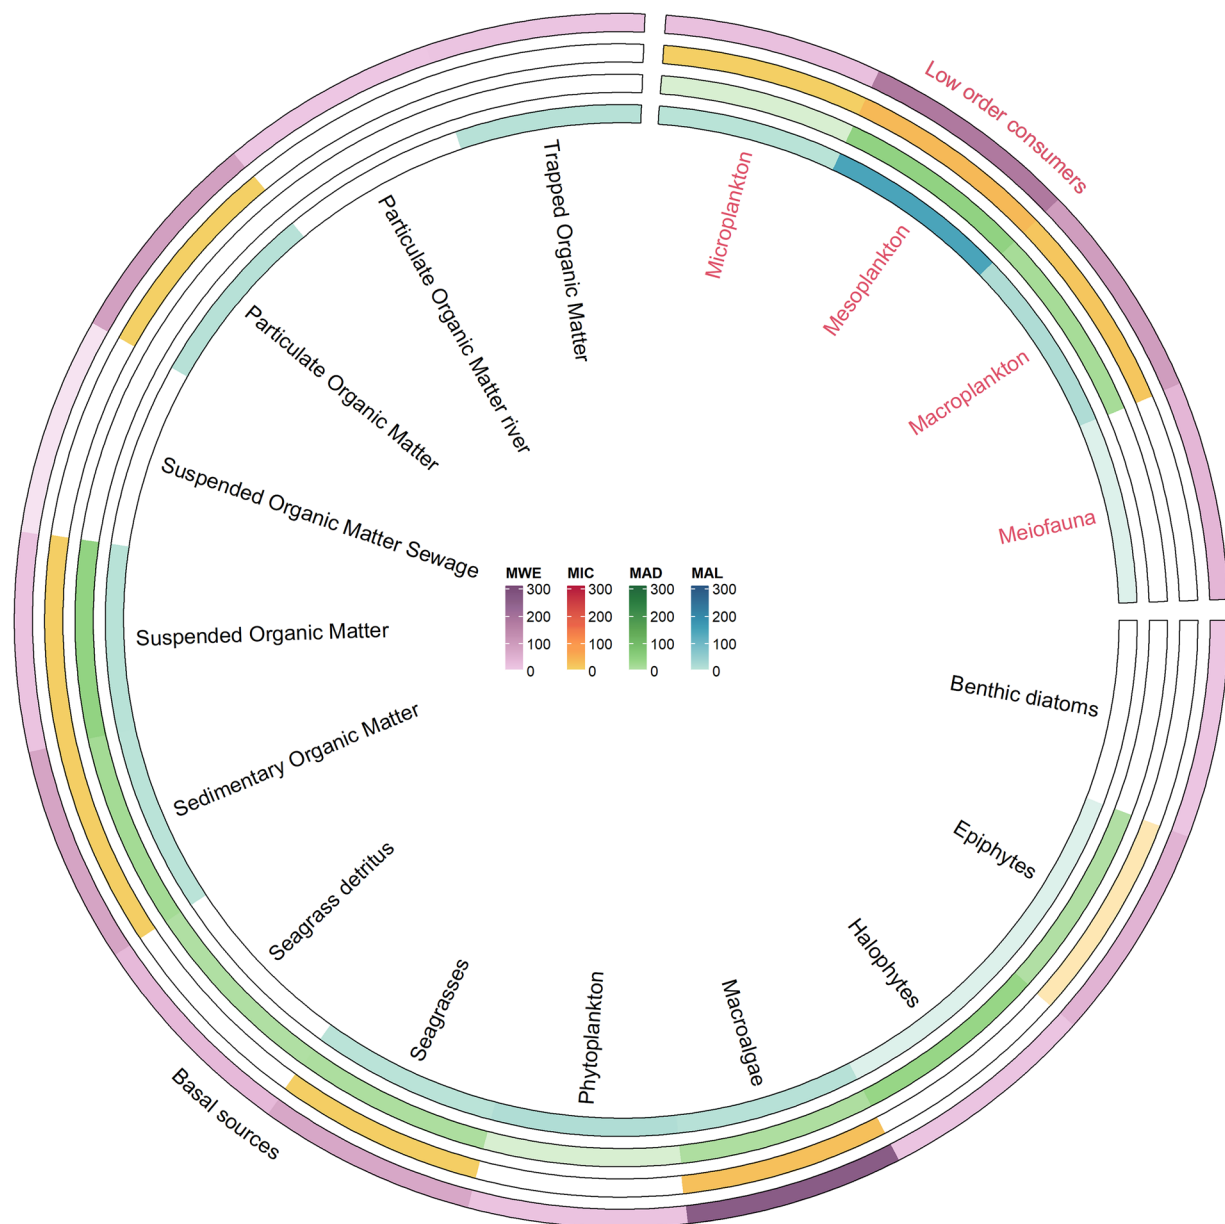 Low order consumers
Microplankton
Mesoplankton
Macroplankton
Meiofauna
Benthic diatoms
Epiphytes
Halophytes
Macroalgae
Phytoplankton
Seagrasses
Seagrass detritus
Sedimentary Organic Matter
Suspended Organic Matter
Suspended Organic Matter Sewage
Particulate Organic Matter
Particulate Organic Matter river
Trapped Organic Matter
Basal sources
MWE MIC MAD MAL
300 300 300 300
200 200 200 200
100 100 100 100
0 0 0 0